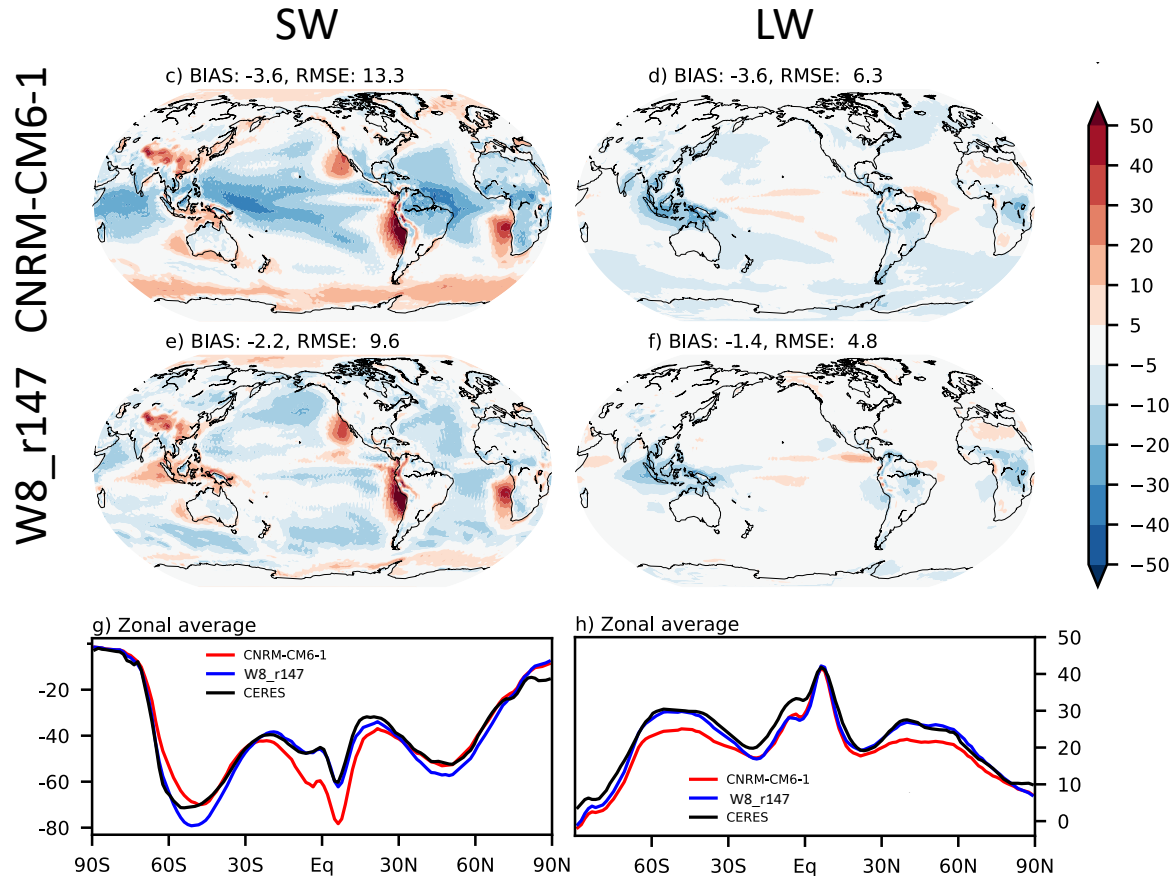 SW
LW
CNRM-CM6-1
c) BIAS: -3.6, RMSE: 13.3
d) BIAS: -3.6, RMSE: 6.3
50
40
30
20
10
5
−5
−10
−20
−30
−40
−50
W8_r147
e) BIAS: -2.2, RMSE: 9.6
f) BIAS: -1.4, RMSE: 4.8
g) Zonal average
CNRM-CM6-1
W8_r147
CERES
-20
-40
-60
-80
90S
60S
30S
Eq
30N
60N
90N
h) Zonal average
CNRM-CM6-1
W8_r147
CERES
50
40
30
20
10
0
60S
30S
Eq
30N
60N
90N